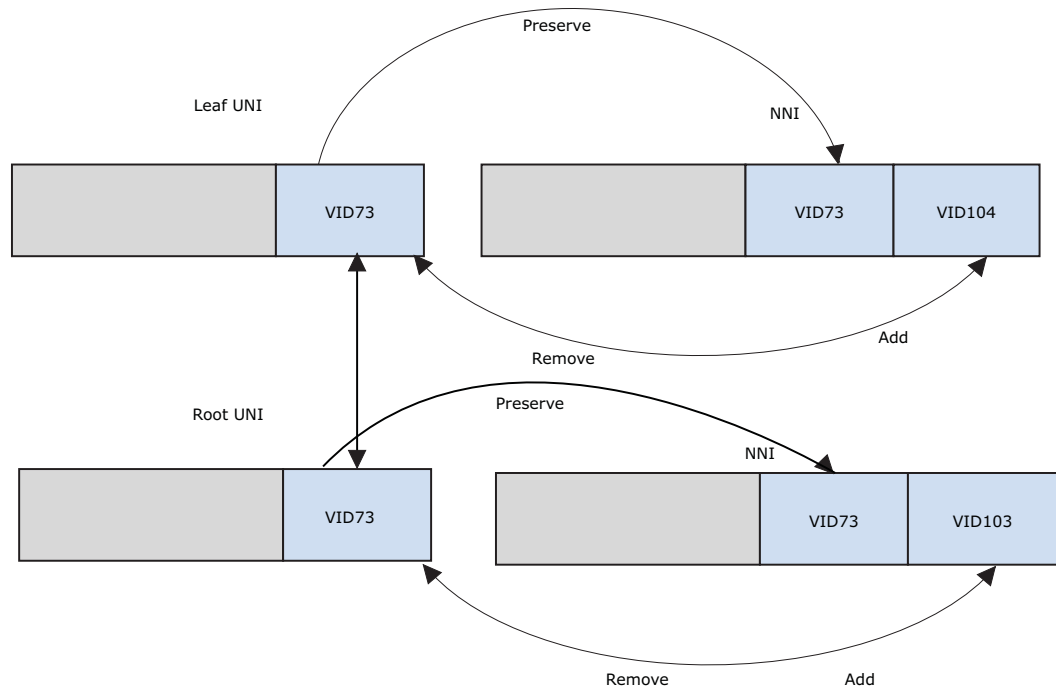 Preserve
Leaf UNI
NNI
VID73
VID73
VID104
Add
Remove
Preserve
Root UNI
NNI
VID73
VID73
VID103
Remove
Add